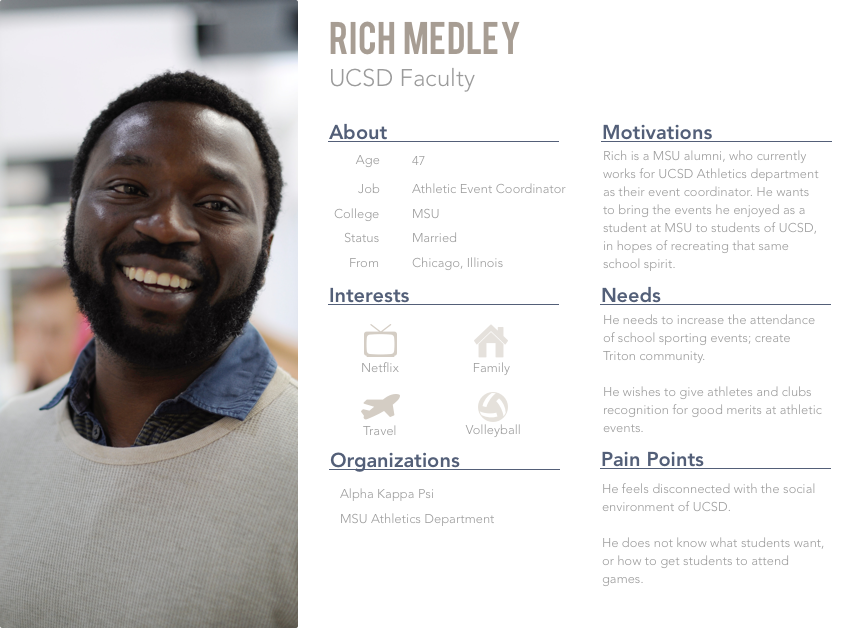 RICH MEDLEY
UCSD Faculty
About
Age 47
Job Athletic Event Coordinator
College MSU
Status Married
From Chicago, Illinois
Interests
Netflix Family
Travel Volleyball
Organizations
Alpha Kappa Psi
MSU Athletics Department
Motivations
Rich is a MSU alumni, who currently
works for UCSD Athletics department
as their event coordinator. He wants
to bring the events he enjoyed as a
student at MSU to students of UCSD,
in hopes of recreating that same
school spirit.
Needs
He needs to increase the attendance
of school sporting events; create
Triton community.
He wishes to give athletes and clubs
recognition for good merits at athletic
events.
Pain Points
He feels disconnected with the social
environment of UCSD.
He does not know what students want,
or how to get students to attend
games.